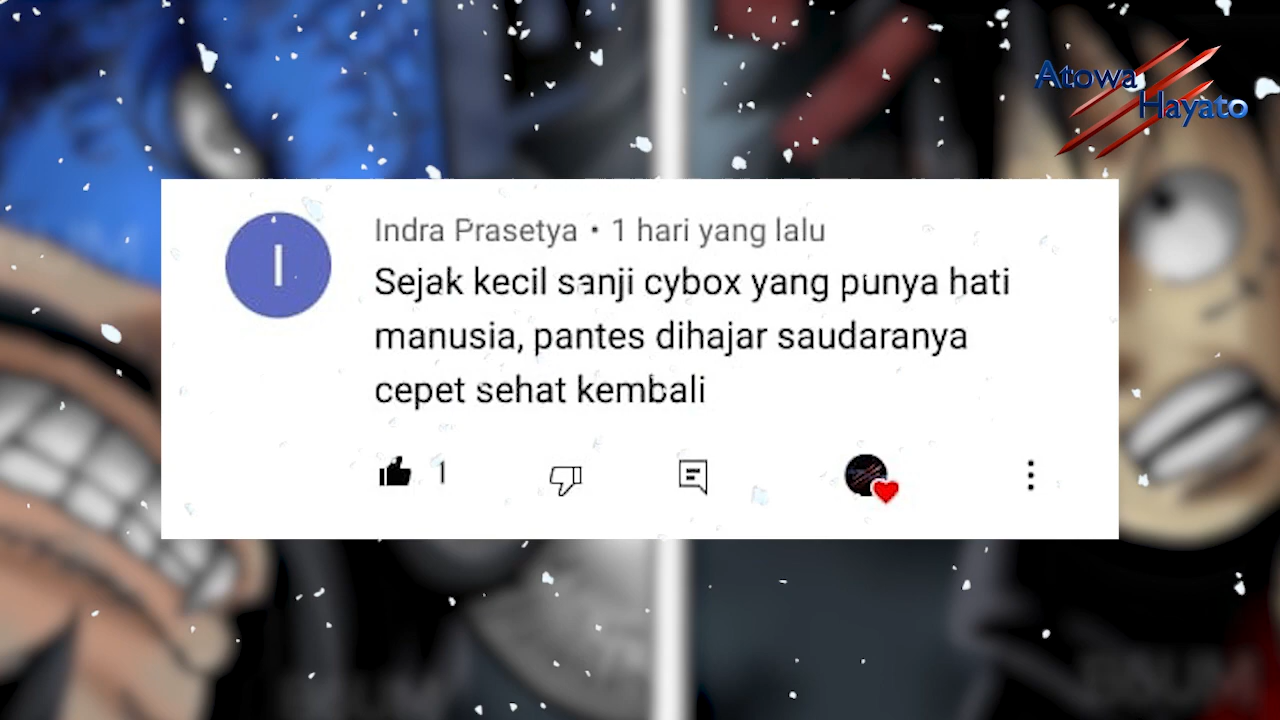 Atowa
Hayato
I
Indra Prasetya • 1 hari yang lalu
Sejak kecil sanji cybox yang punya hati
manusia, pantes dihajar saudaranya
cepet sehat kembali
1